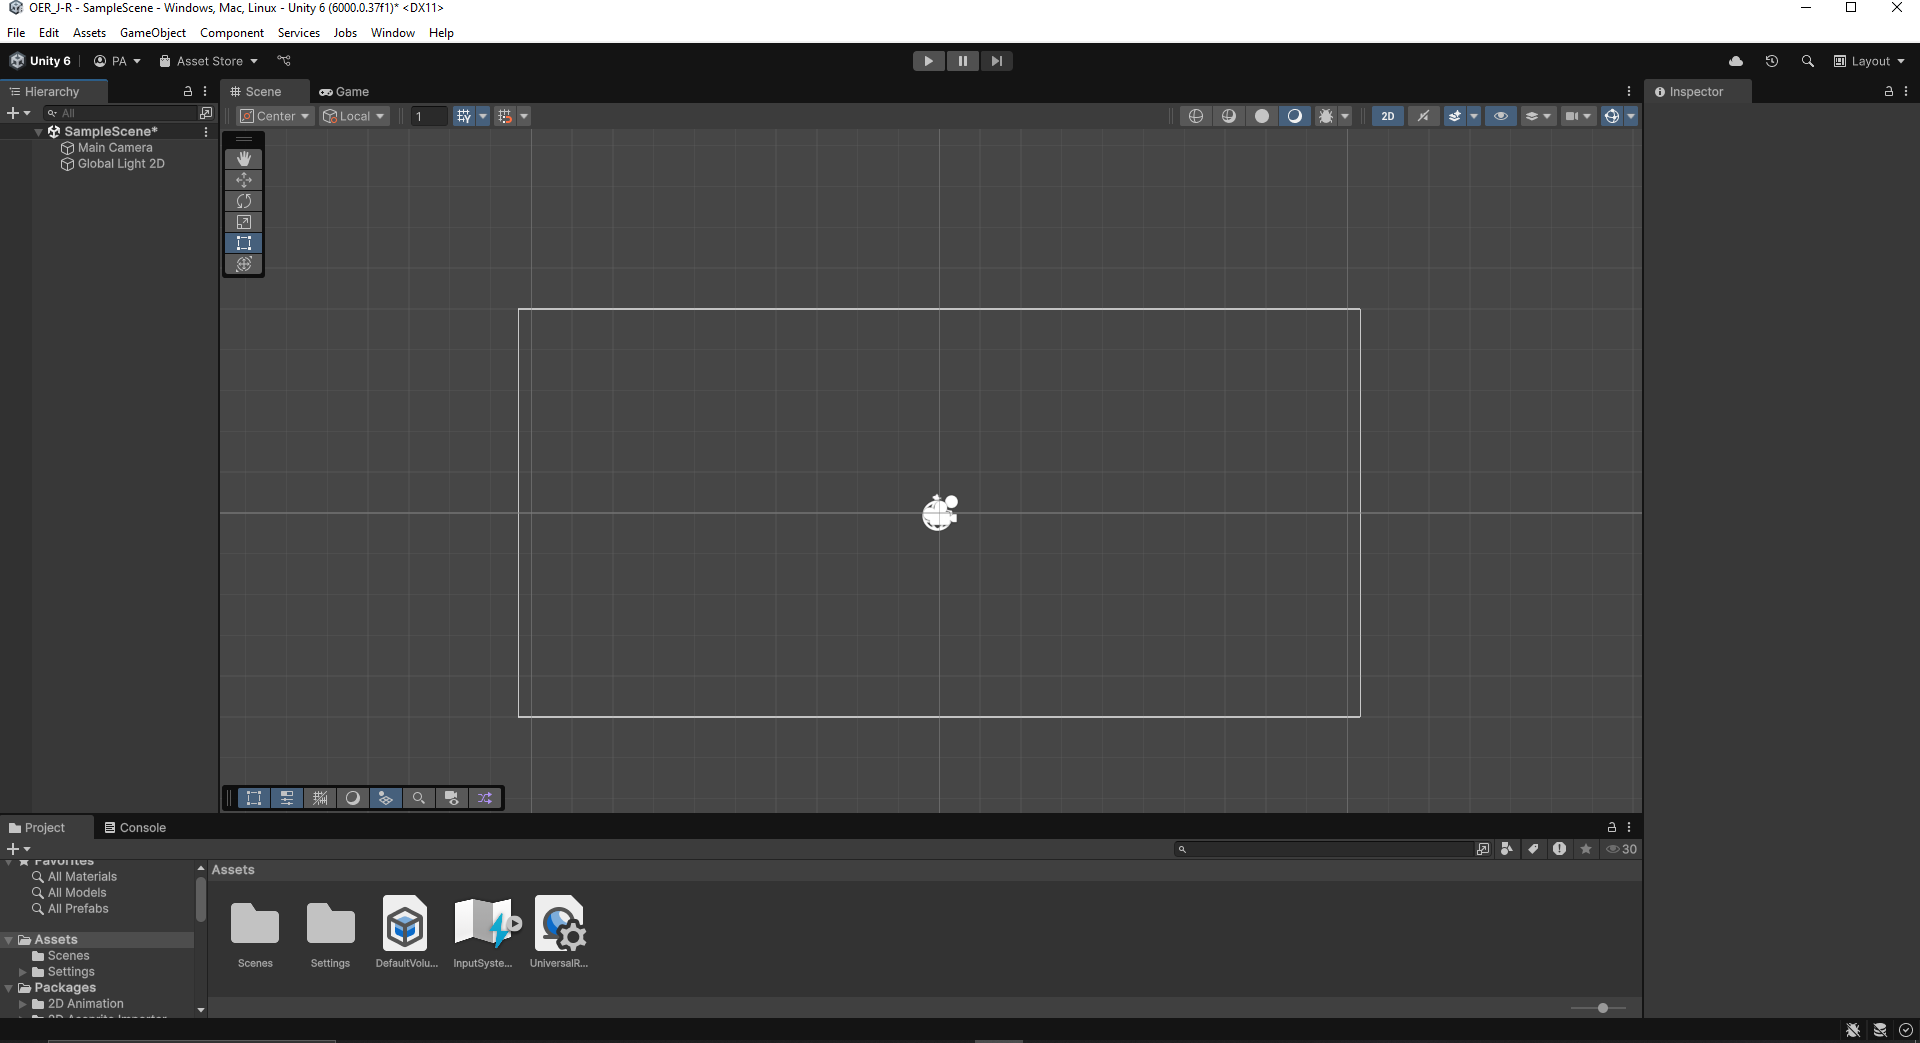 OER_J-R - SampleScene - Windows, Mac, Linux - Unity 6 (6000.0.37f1)* <DX11>
File Edit Assets GameObject Component Services Jobs Window Help
Unity 6 PA Asset Store Layout
Hierarchy
All
SampleScene*
Main Camera
Global Light 2D
Scene Game
Center Local 1 2D
Inspector
Project Console
30
Favorites
All Materials
All Models
All Prefabs
Assets
Scenes
Settings
Packages
2D Animation
Assets
Scenes Settings DefaultVolu... InputSyste... UniversalR...